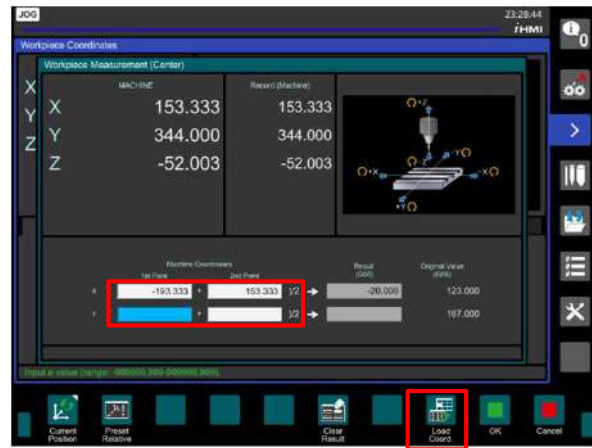 JOG
23:28:44
iHMI
Workpiece Coordinates
Workpiece Measurement (Center)
MACHINE
Record (Machine)
X
X 153.333 153.333
Y
Y 344.000 344.000
Z
Z -52.003 -52.003
+Z
-Z
+Y
-X
+X
-Y
0
Machine Coordinates
1st Point 2nd Point
Result
Original Value
X -193.333 + 153.333 )/2 -20.000 123.000
Y + )/2 167.000
Current Position
Preset Relative
Clear Result
Load Coord
OK
Cancel